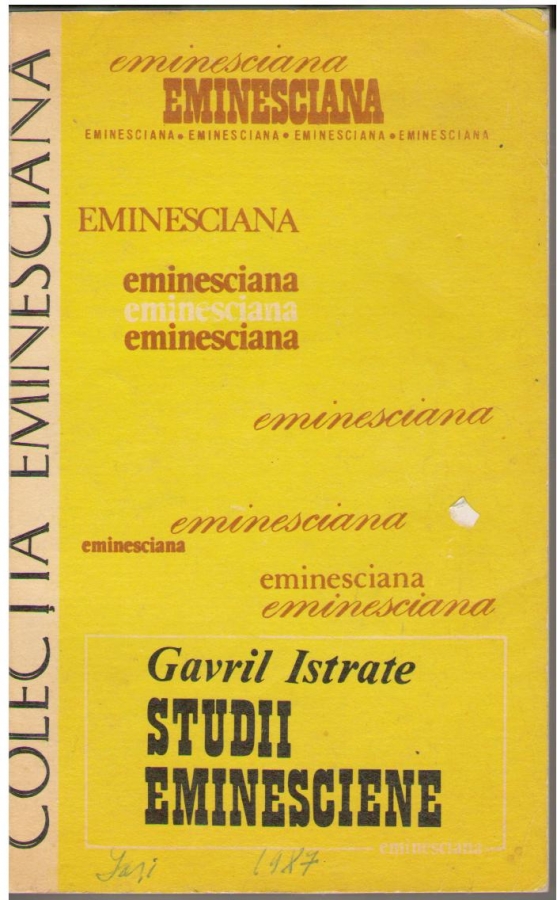 COLECȚIA EMINESCIANA
eminesciana
EMINESCIANA
EMINESCIANA • EMINESCIANA • EMINESCIANA • EMINESCIANA
EMINESCIANA
eminesciana
eminesciana
eminesciana
eminesciana
eminesciana
eminesciana
eminesciana
eminesciana
Gavril Istrate
STUDII
EMINESCIENE
eminesciana
Iași 1987